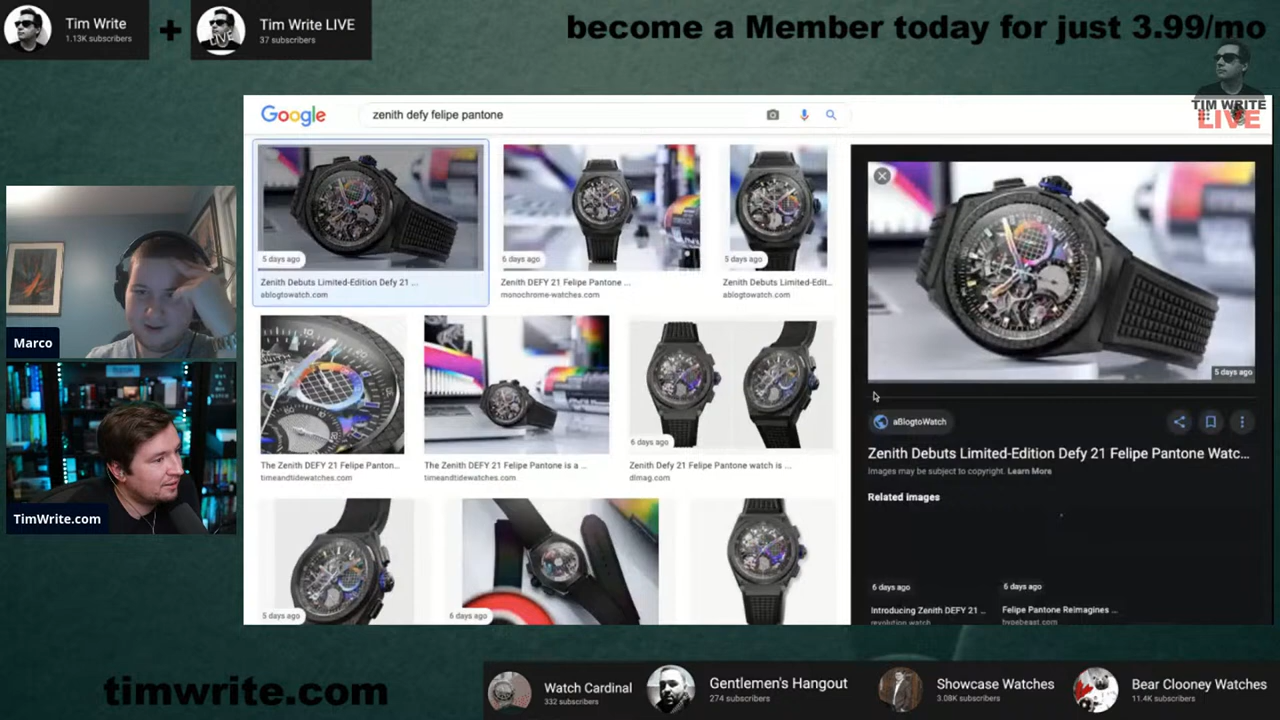 Tim Write
1.13K subscribers
+
Tim Write LIVE
37 subscribers
become a Member today for just 3.99/mo
TIM WRITE
LIVE
Google
zenith defy felipe pantone
5 days ago
Zenith Debuts Limited-Edition Defy 21 ...
ablogtowatch.com
6 days ago
Zenith DEFY 21 Felipe Pantone ...
monochrome-watches.com
5 days ago
Zenith Debuts Limited-Edit...
ablogtowatch.com
The Zenith DEFY 21 Felipe Panton...
timeandtidewatches.com
The Zenith DEFY 21 Felipe Pantone is a ...
timeandtidewatches.com
6 days ago
Zenith Defy 21 Felipe Pantone watch is ...
dlmag.com
5 days ago
6 days ago
5 days ago
aBlogtoWatch
Zenith Debuts Limited-Edition Defy 21 Felipe Pantone Watc...
Images may be subject to copyright. Learn More
Related images
6 days ago
Introducing Zenith DEFY 21 ...
revolution.watch
6 days ago
Felipe Pantone Reimagines ...
hypebeast.com
Marco
TimWrite.com
timwrite.com
Watch Cardinal
332 subscribers
Gentlemen's Hangout
274 subscribers
Showcase Watches
3.08K subscribers
Bear Clooney Watches
11.4K subscribers